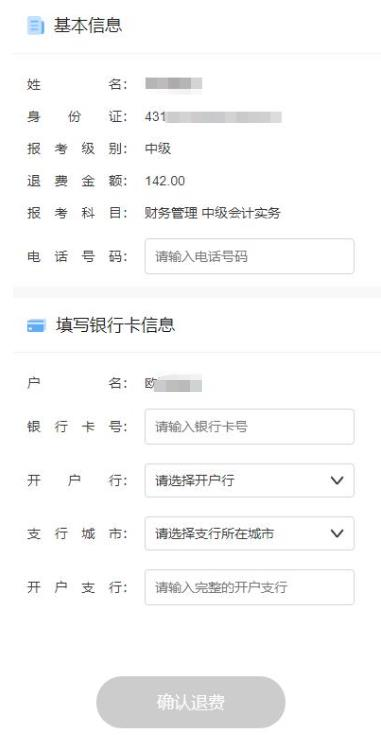 基本信息
姓名：
身份证：431
报考级别：中级
退费金额：142.00
报考科目：财务管理 中级会计实务
电话号码：请输入电话号码
填写银行卡信息
户名：欧
银行卡号：请输入银行卡号
开户行：请选择开户行
支行城市：请选择支行所在城市
开户支行：请输入完整的开户支行
确认退费